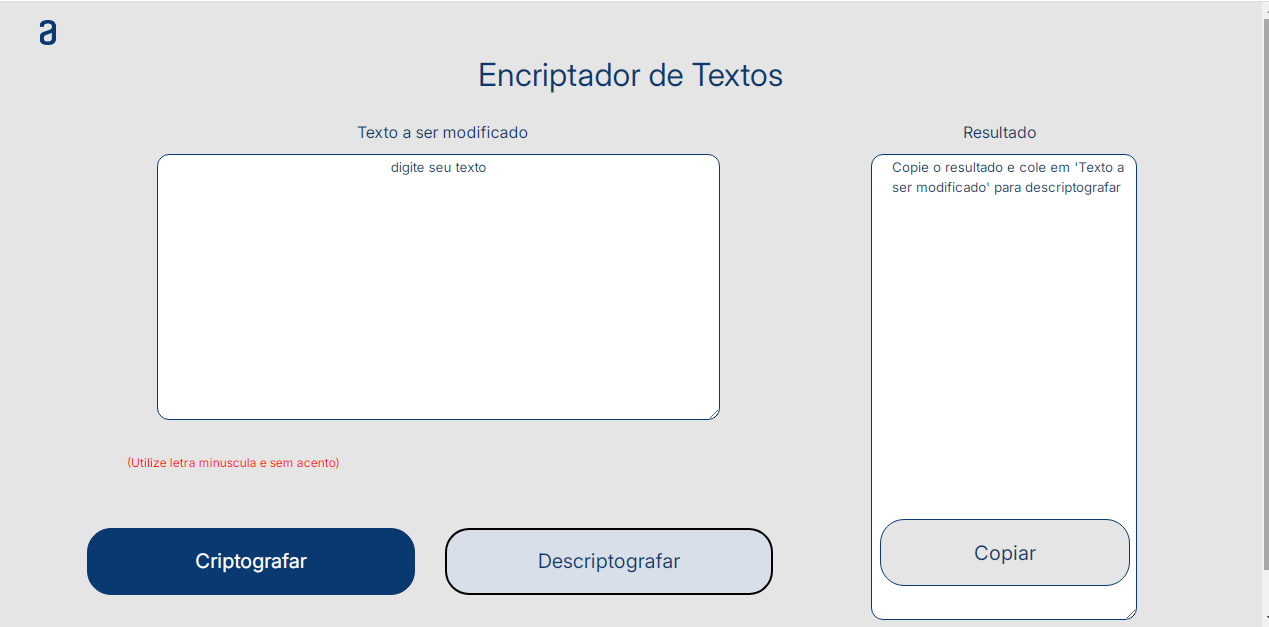 a
Encriptador de Textos
Texto a ser modificado
digite seu texto
(Utilize letra minuscula e sem acento)
Criptografar
Descriptografar
Resultado
Copie o resultado e cole em 'Texto a
ser modificado' para descriptografar
Copiar